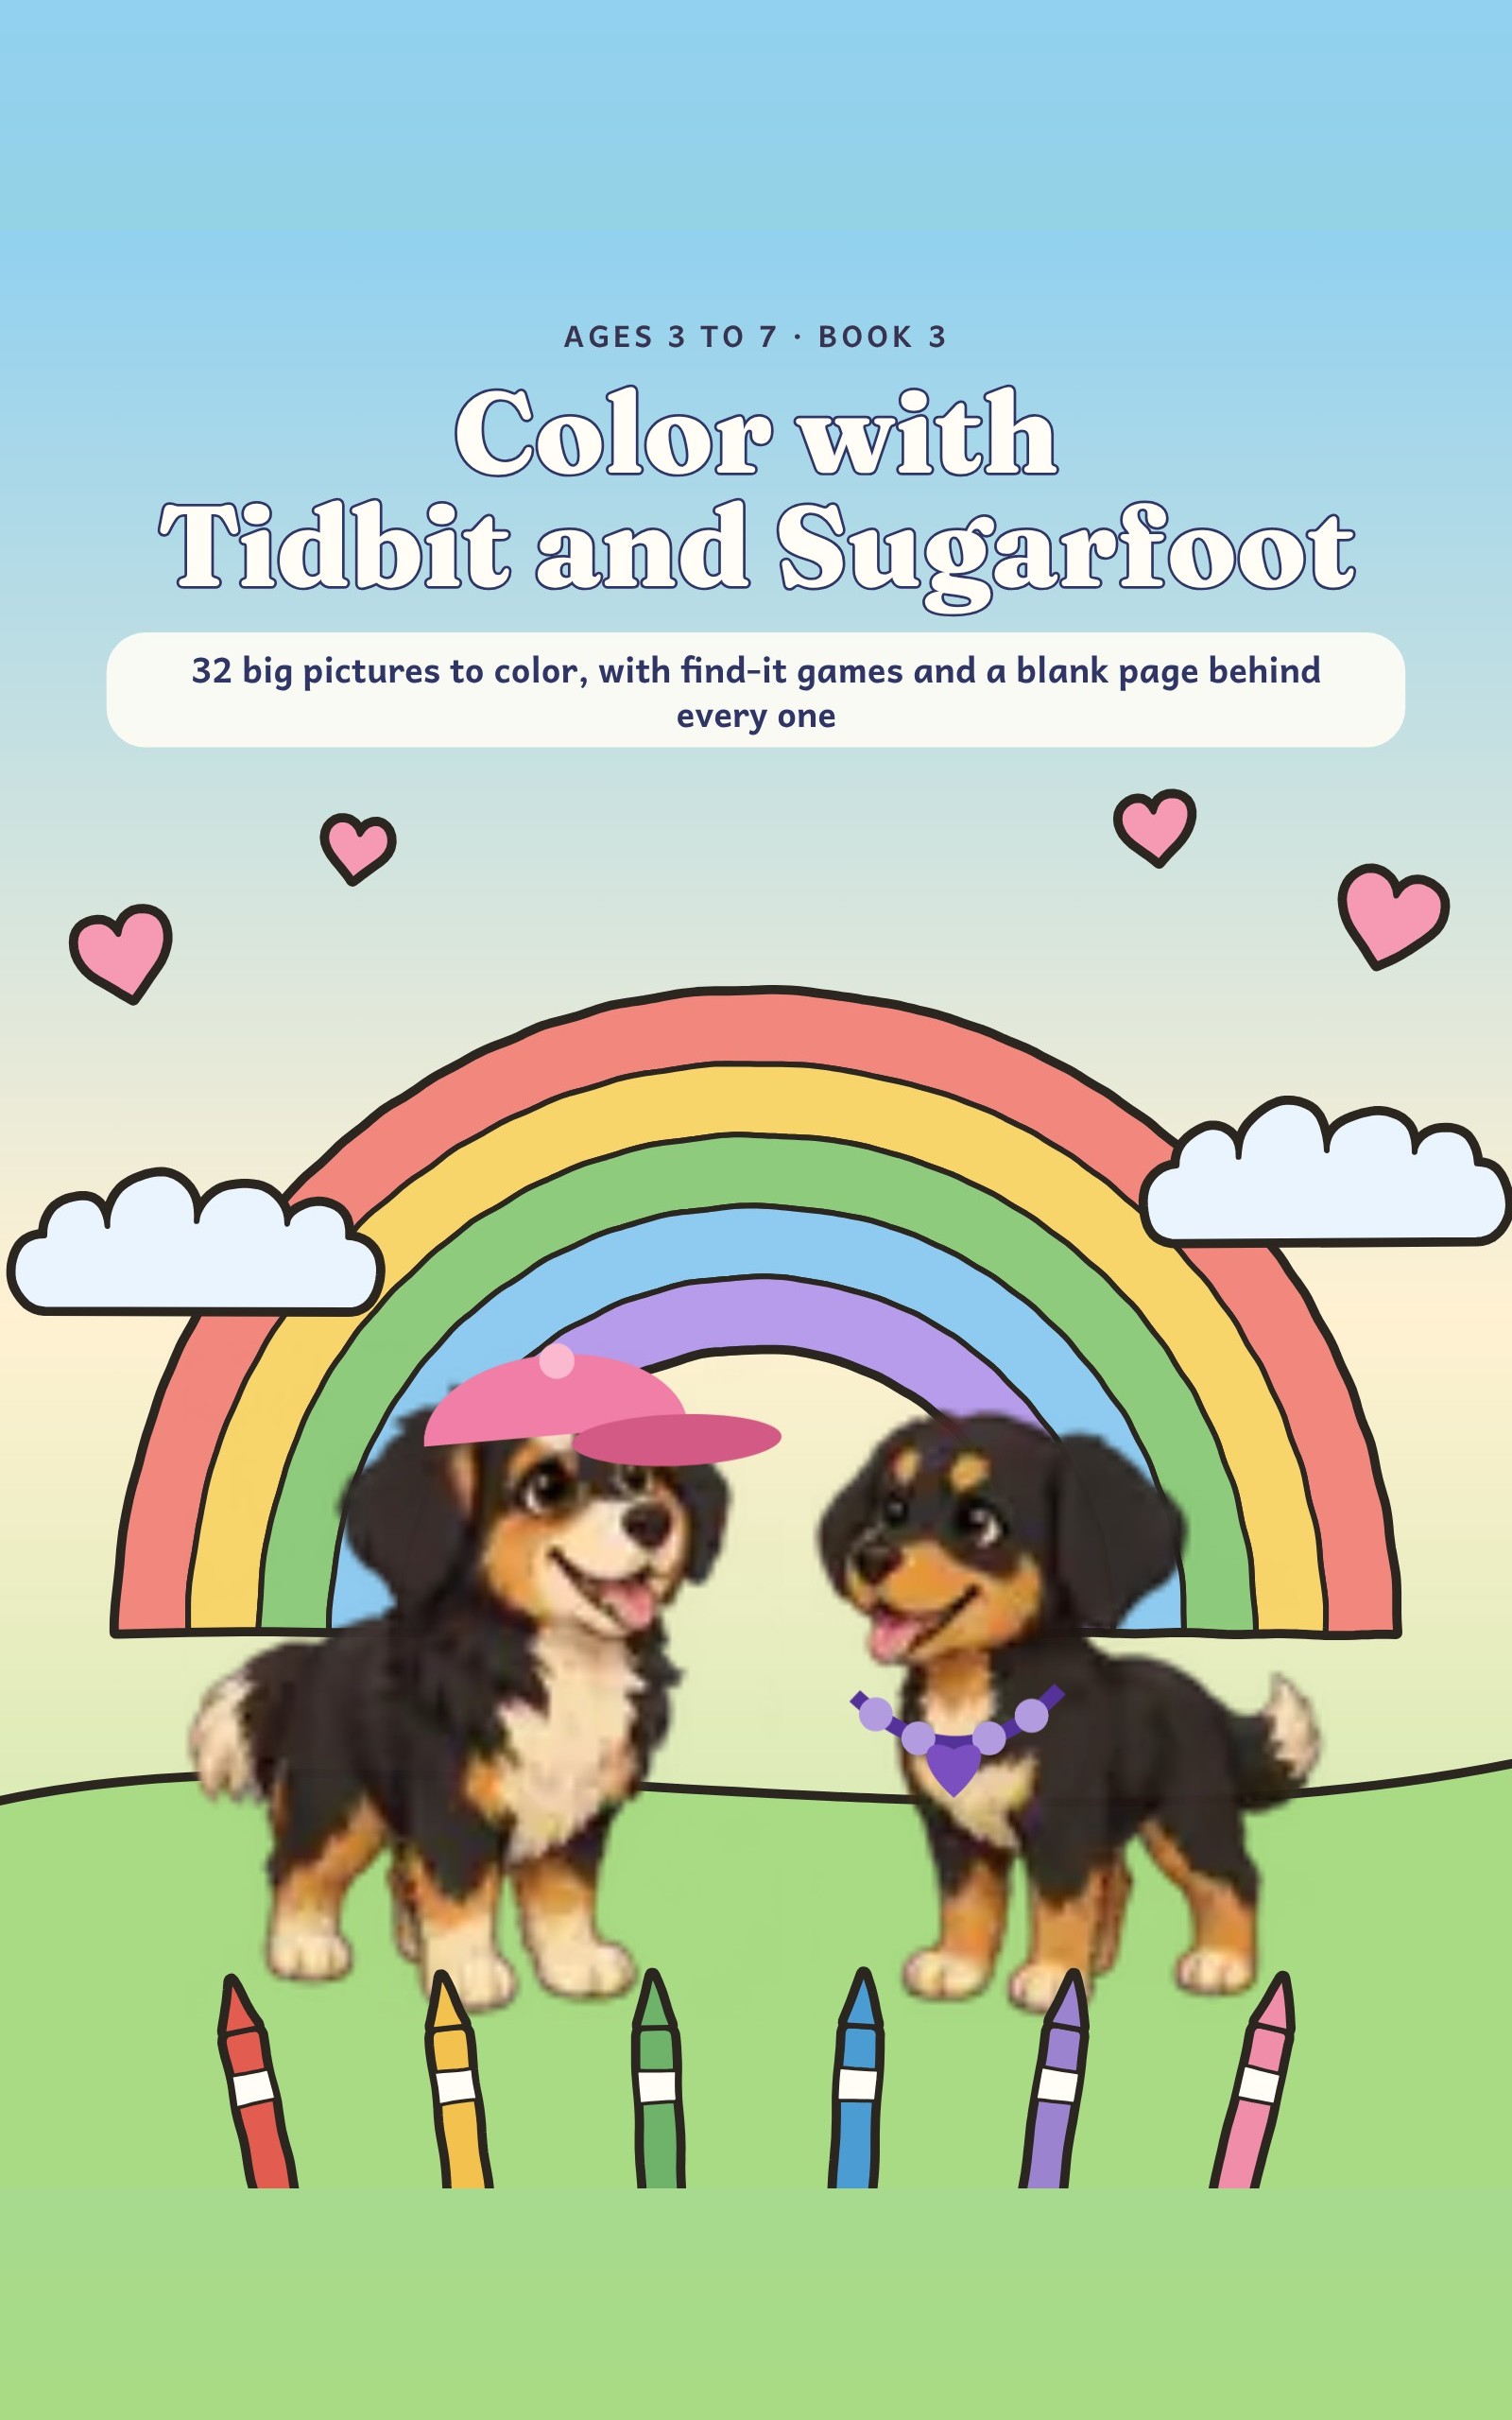 AGES 3 TO 7 · BOOK 3
Color with
Tidbit and Sugarfoot
32 big pictures to color, with find-it games and a blank page behind
every one